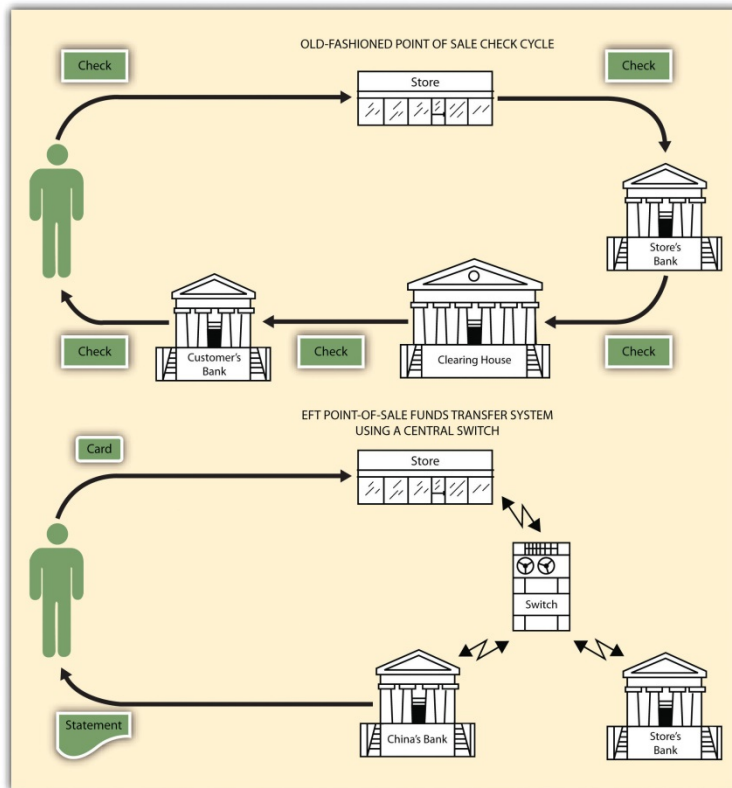 OLD-FASHIONED POINT OF SALE CHECK CYCLE
Check
Check
Store
Store's
Bank
Check
Customer's
Bank
Check
Clearing House
Check
EFT POINT-OF-SALE FUNDS TRANSFER SYSTEM
USING A CENTRAL SWITCH
Card
Store
Switch
Statement
China's Bank
Store's
Bank